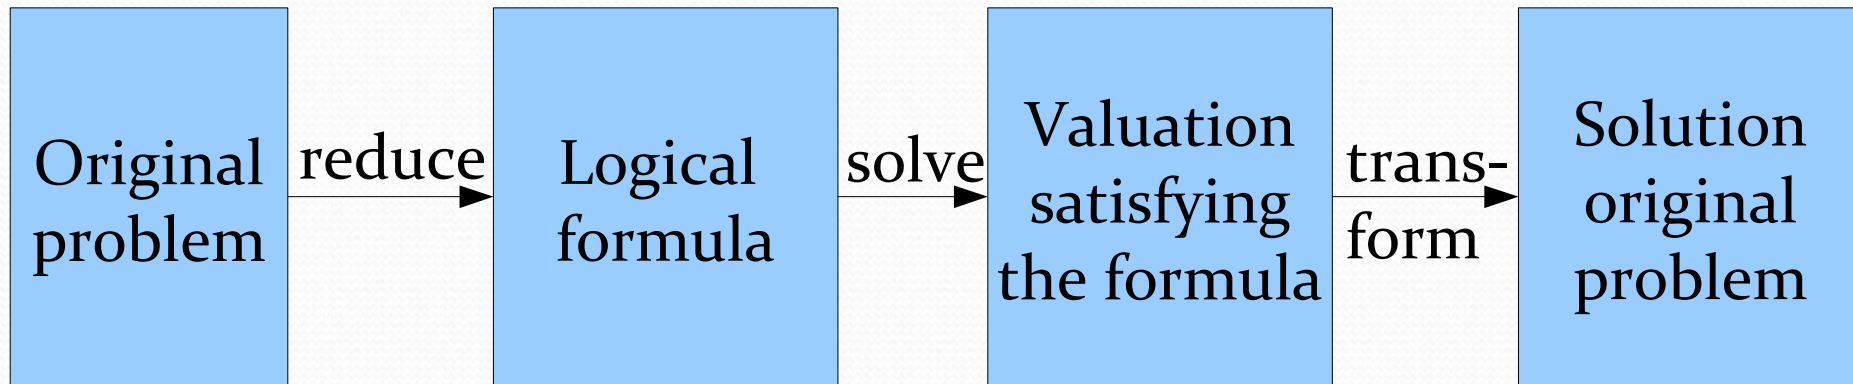 Original
problem
reduce
Logical
formula
solve
Valuation
satisfying
the formula
trans-
form
Solution
original
problem